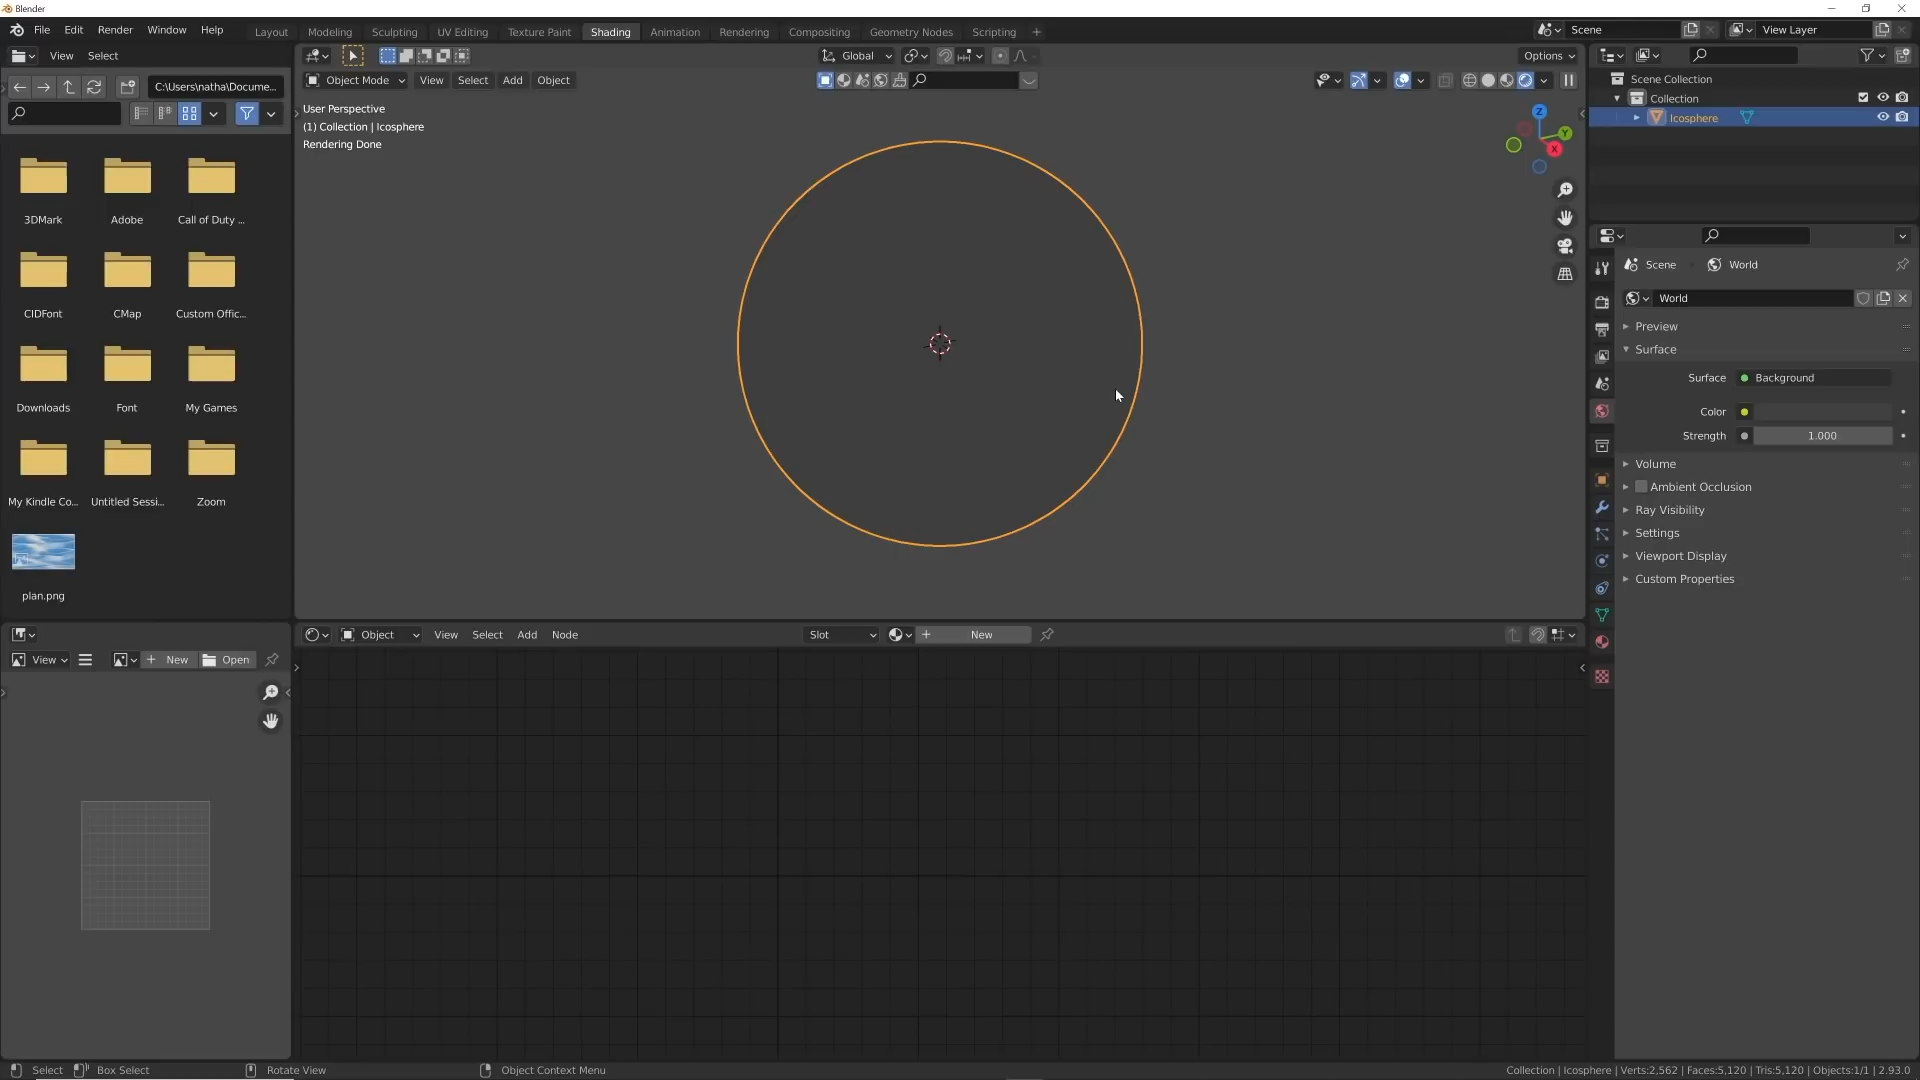 Blender
File Edit Render Window Help
Layout Modeling Sculpting UV Editing Texture Paint Shading Animation Rendering Compositing Geometry Nodes Scripting
Scene
View Layer
View Select
Global
Options
C:\Users\natha\Docume...
Object Mode View Select Add Object
Scene Collection
Collection
Icosphere
User Perspective
(1) Collection | Icosphere
Rendering Done
Z
Y
X
3DMark Adobe Call of Duty ...
CIDFont CMap Custom Offic...
Downloads Font My Games
My Kindle Co... Untitled Sessi... Zoom
plan.png
Scene World
World
Preview
Surface
Surface Background
Color
Strength 1.000
Volume
Ambient Occlusion
Ray Visibility
Settings
Viewport Display
Custom Properties
Object View Select Add Node Slot New
View New Open
Select Box Select Rotate View Object Context Menu
Collection | Icosphere | Verts:2,562 | Faces:5,120 | Tris:5,120 | Objects:1/1 | 2.93.0